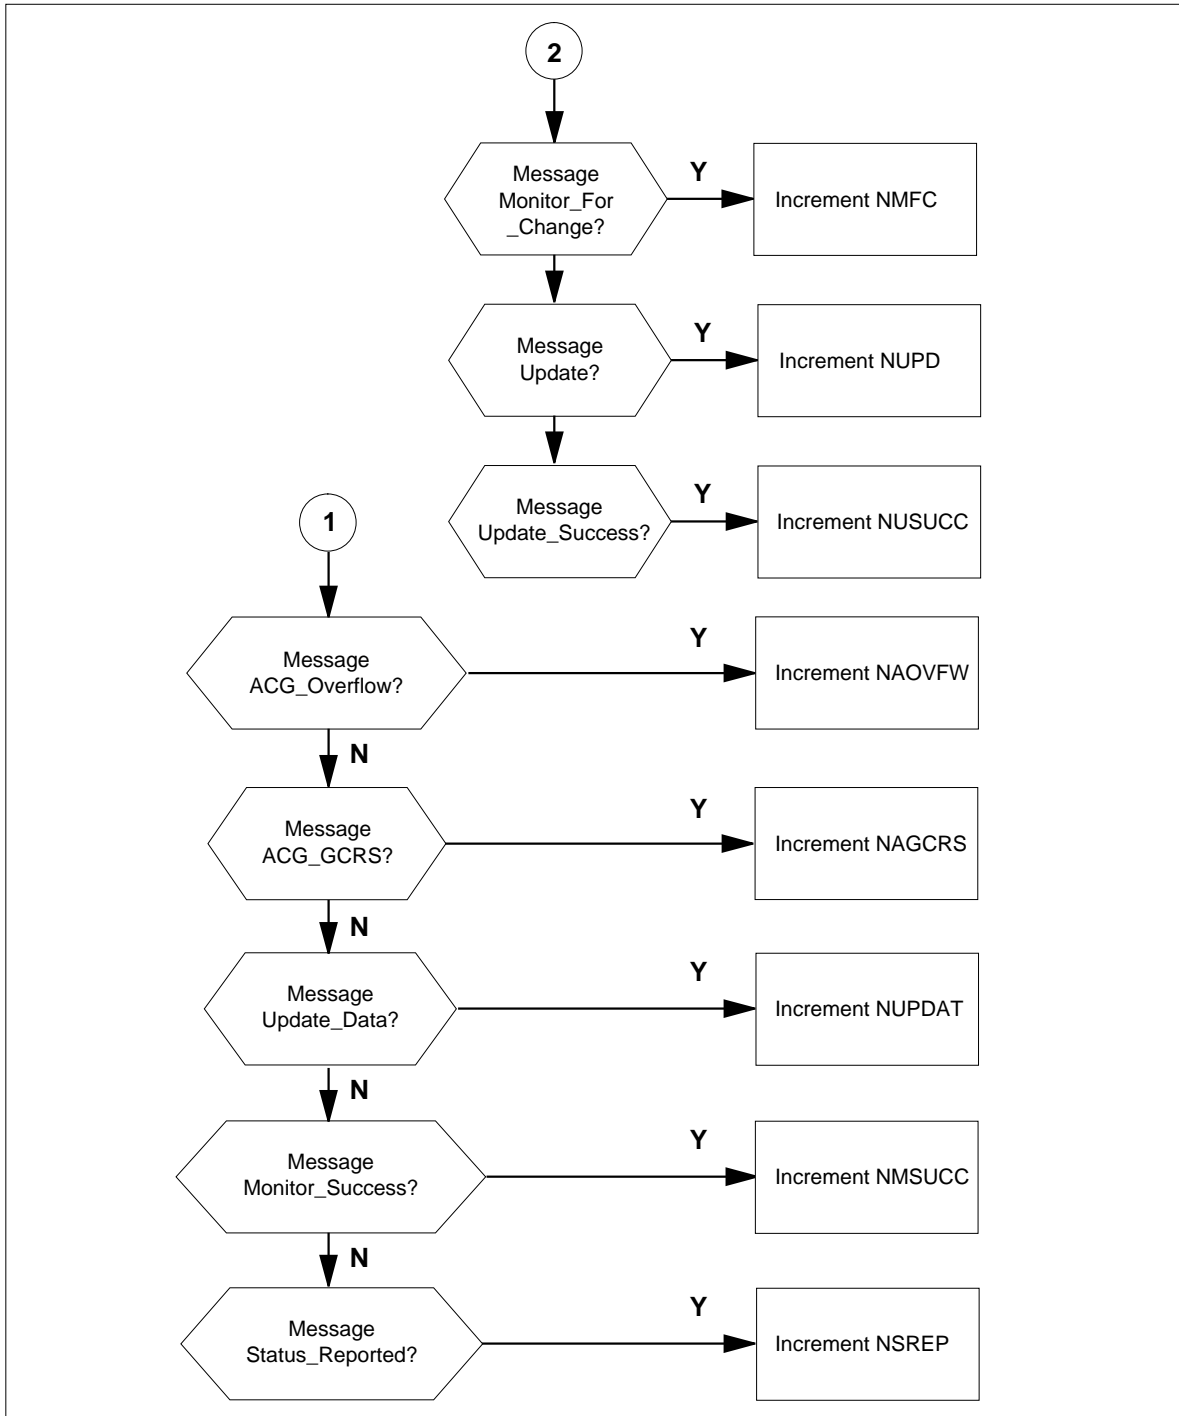 2
Message
Monitor_For
_Change?
Y
Increment NMFC
Message
Update?
Y
Increment NUPD
Message
Update_Success?
Y
Increment NUSUCC
1
Message
ACG_Overflow?
Y
Increment NAOVFW
N
Message
ACG_GCRS?
Y
Increment NAGCRS
N
Message
Update_Data?
Y
Increment NUPDAT
N
Message
Monitor_Success?
Y
Increment NMSUCC
N
Message
Status_Reported?
Y
Increment NSREP